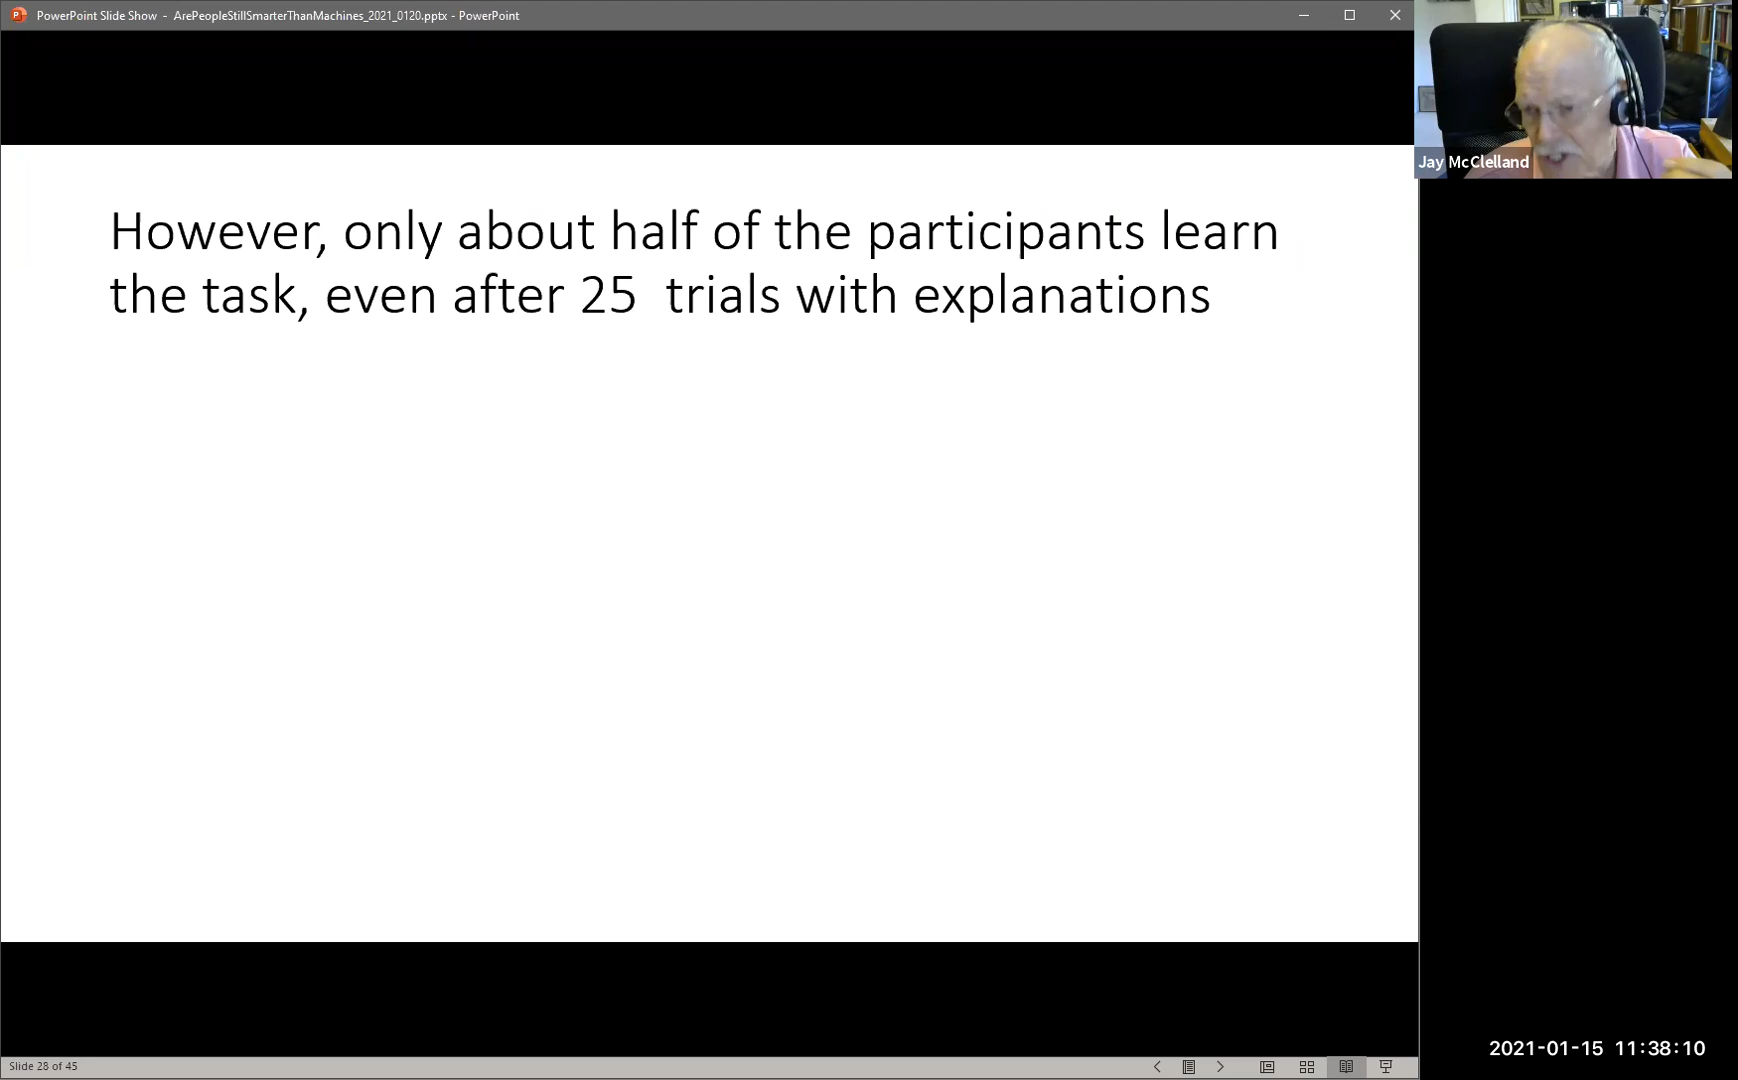 PowerPoint Slide Show - ArePeopleStillSmarterThanMachines_2021_0120.pptx - PowerPoint
Jay McClelland
However, only about half of the participants learn
the task, even after 25 trials with explanations
2021-01-15 11:38:10
Slide 28 of 45